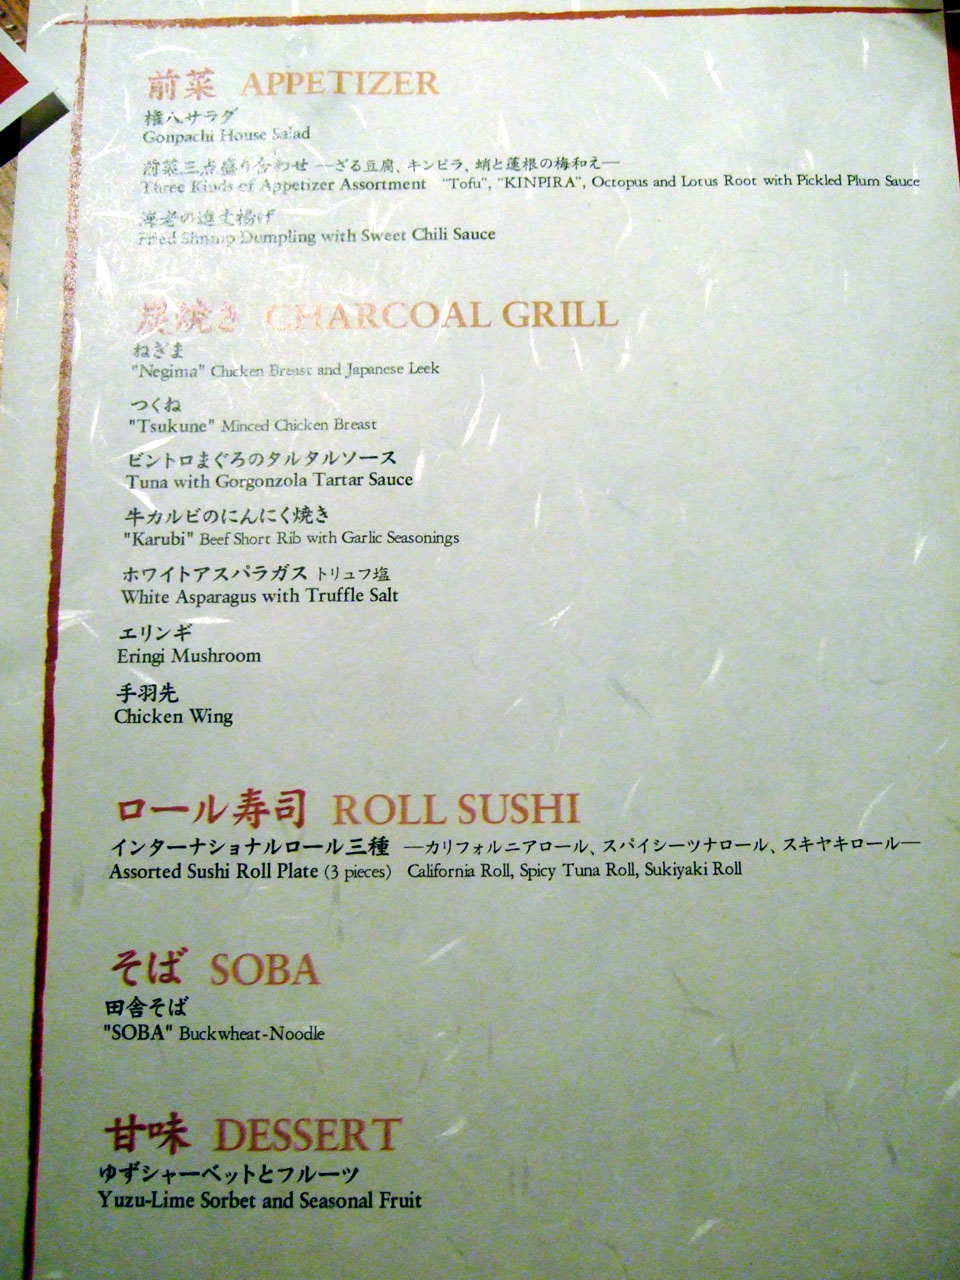 前菜 APPETIZER
権八サラダ
Gonpachi House Salad
前菜三点盛り合わせ ―ざる豆腐、キンピラ、蛸と蓮根の梅和え―
Three Kinds of Appetizer Assortment "Tofu", "KINPIRA", Octopus and Lotus Root with Pickled Plum Sauce
海老の湯葉揚げ
Fried Shrimp Dumpling with Sweet Chili Sauce
炭焼き CHARCOAL GRILL
ねぎま
"Negima" Chicken Breast and Japanese Leek
つくね
"Tsukune" Minced Chicken Breast
ビントロまぐろのタルタルソース
Tuna with Gorgonzola Tartar Sauce
牛カルビのにんにく焼き
"Karubi" Beef Short Rib with Garlic Seasonings
ホワイトアスパラガス トリュフ塩
White Asparagus with Truffle Salt
エリンギ
Eringi Mushroom
手羽先
Chicken Wing
ロール寿司 ROLL SUSHI
インターナショナルロール三種 ―カリフォルニアロール、スパイシーツナロール、スキヤキロール―
Assorted Sushi Roll Plate (3 pieces) California Roll, Spicy Tuna Roll, Sukiyaki Roll
そば SOBA
田舎そば
"SOBA" Buckwheat-Noodle
甘味 DESSERT
ゆずシャーベットとフルーツ
Yuzu-Lime Sorbet and Seasonal Fruit